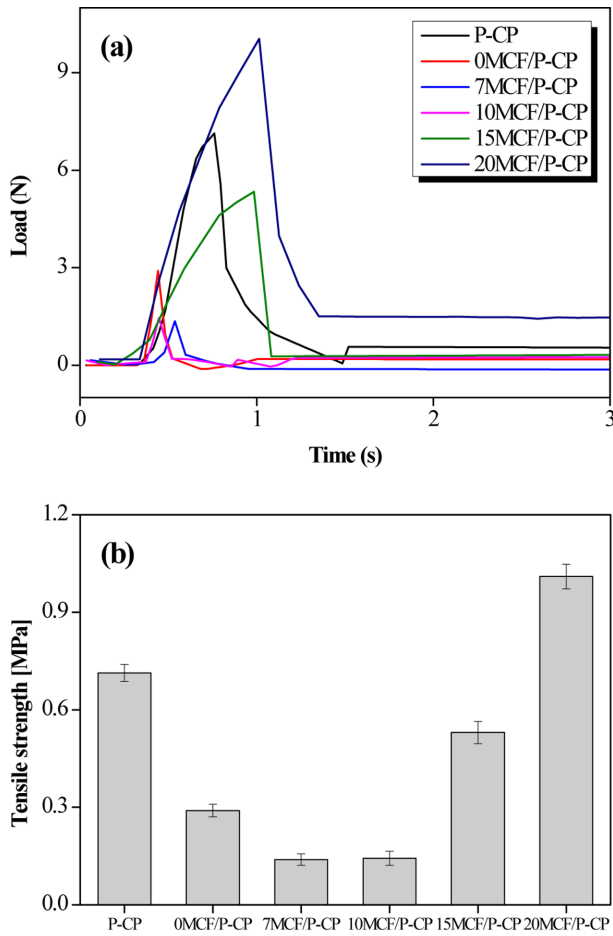 (a)
P-CP
0MCF/P-CP
7MCF/P-CP
10MCF/P-CP
15MCF/P-CP
20MCF/P-CP
9
6
3
0
Load (N)
0 1 2 3
Time (s)
(b)
1.2
0.9
0.6
0.3
0.0
Tensile strength [MPa]
P-CP 0MCF/P-CP 7MCF/P-CP 10MCF/P-CP 15MCF/P-CP 20MCF/P-CP